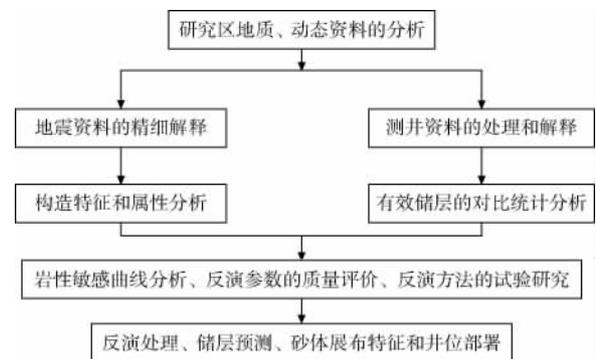 研究区地质、动态资料的分析
地震资料的精细解释
测井资料的处理和解释
构造特征和属性分析
有效储层的对比统计分析
岩性敏感曲线分析、反演参数的质量评价、反演方法的试验研究
反演处理、储层预测、砂体展布特征和井位部署